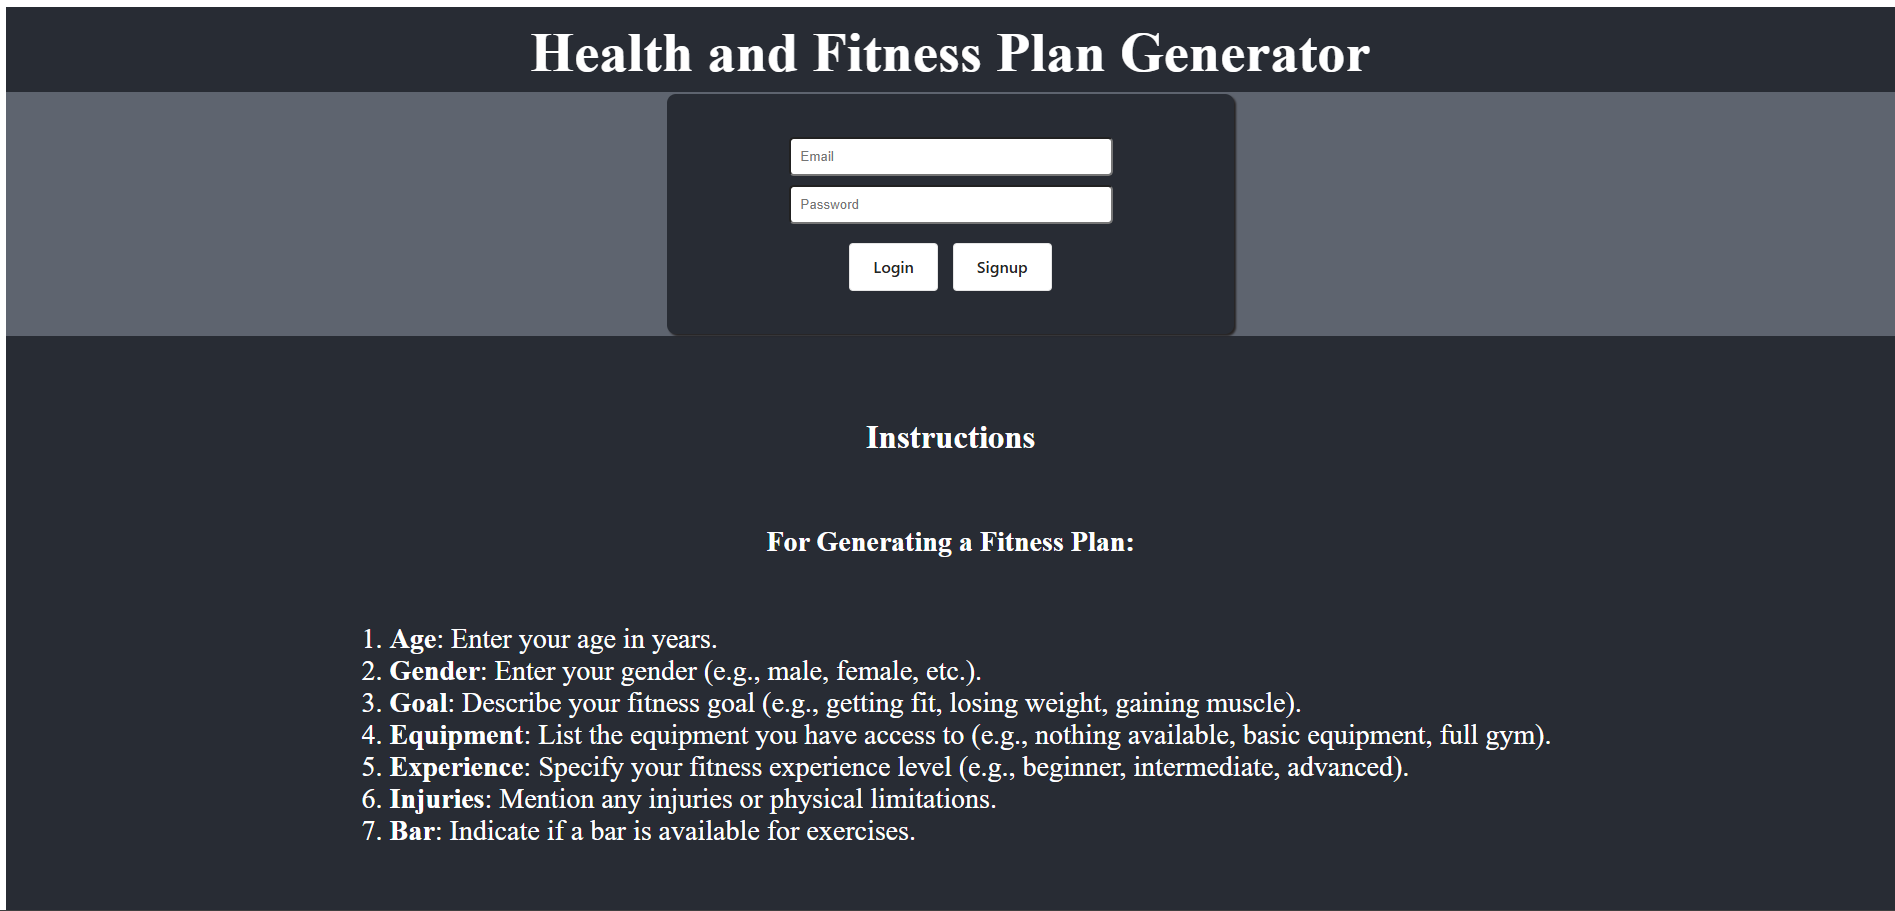 Health and Fitness Plan Generator
Email
Password
Login Signup
Instructions
For Generating a Fitness Plan:
1. Age: Enter your age in years.
2. Gender: Enter your gender (e.g., male, female, etc.).
3. Goal: Describe your fitness goal (e.g., getting fit, losing weight, gaining muscle).
4. Equipment: List the equipment you have access to (e.g., nothing available, basic equipment, full gym).
5. Experience: Specify your fitness experience level (e.g., beginner, intermediate, advanced).
6. Injuries: Mention any injuries or physical limitations.
7. Bar: Indicate if a bar is available for exercises.